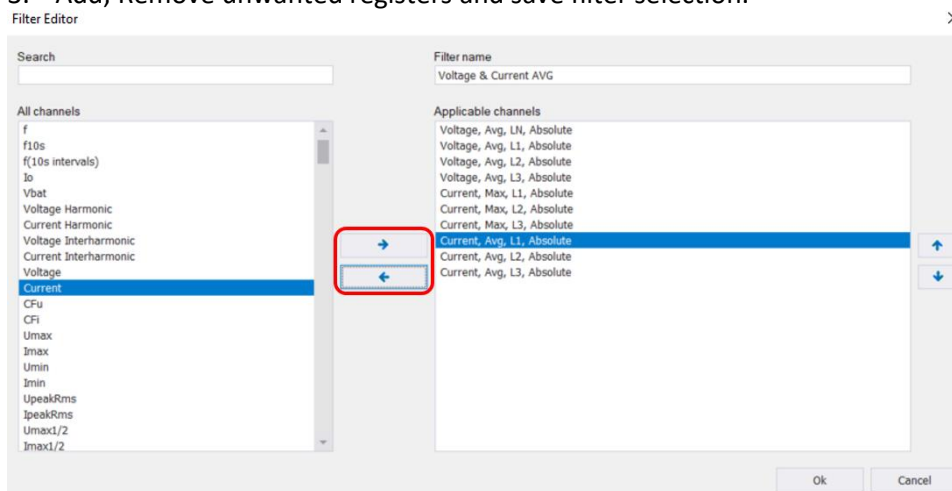 Add, Remove unwanted registers and save filter selection.
Filter Editor
Search
Filter name
Voltage & Current AVG
All channels
f
f10s
f(10s intervals)
Io
Vbat
Voltage Harmonic
Current Harmonic
Voltage Interharmonic
Current Interharmonic
Voltage
Current
CFu
CFi
Umax
Imax
Umin
Imin
UpeakRms
IpeakRms
Umax1/2
Imax1/2
Applicable channels
Voltage, Avg, LN, Absolute
Voltage, Avg, L1, Absolute
Voltage, Avg, L2, Absolute
Voltage, Avg, L3, Absolute
Current, Max, L1, Absolute
Current, Max, L2, Absolute
Current, Max, L3, Absolute
Current, Avg, L1, Absolute
Current, Avg, L2, Absolute
Current, Avg, L3, Absolute
Ok
Cancel